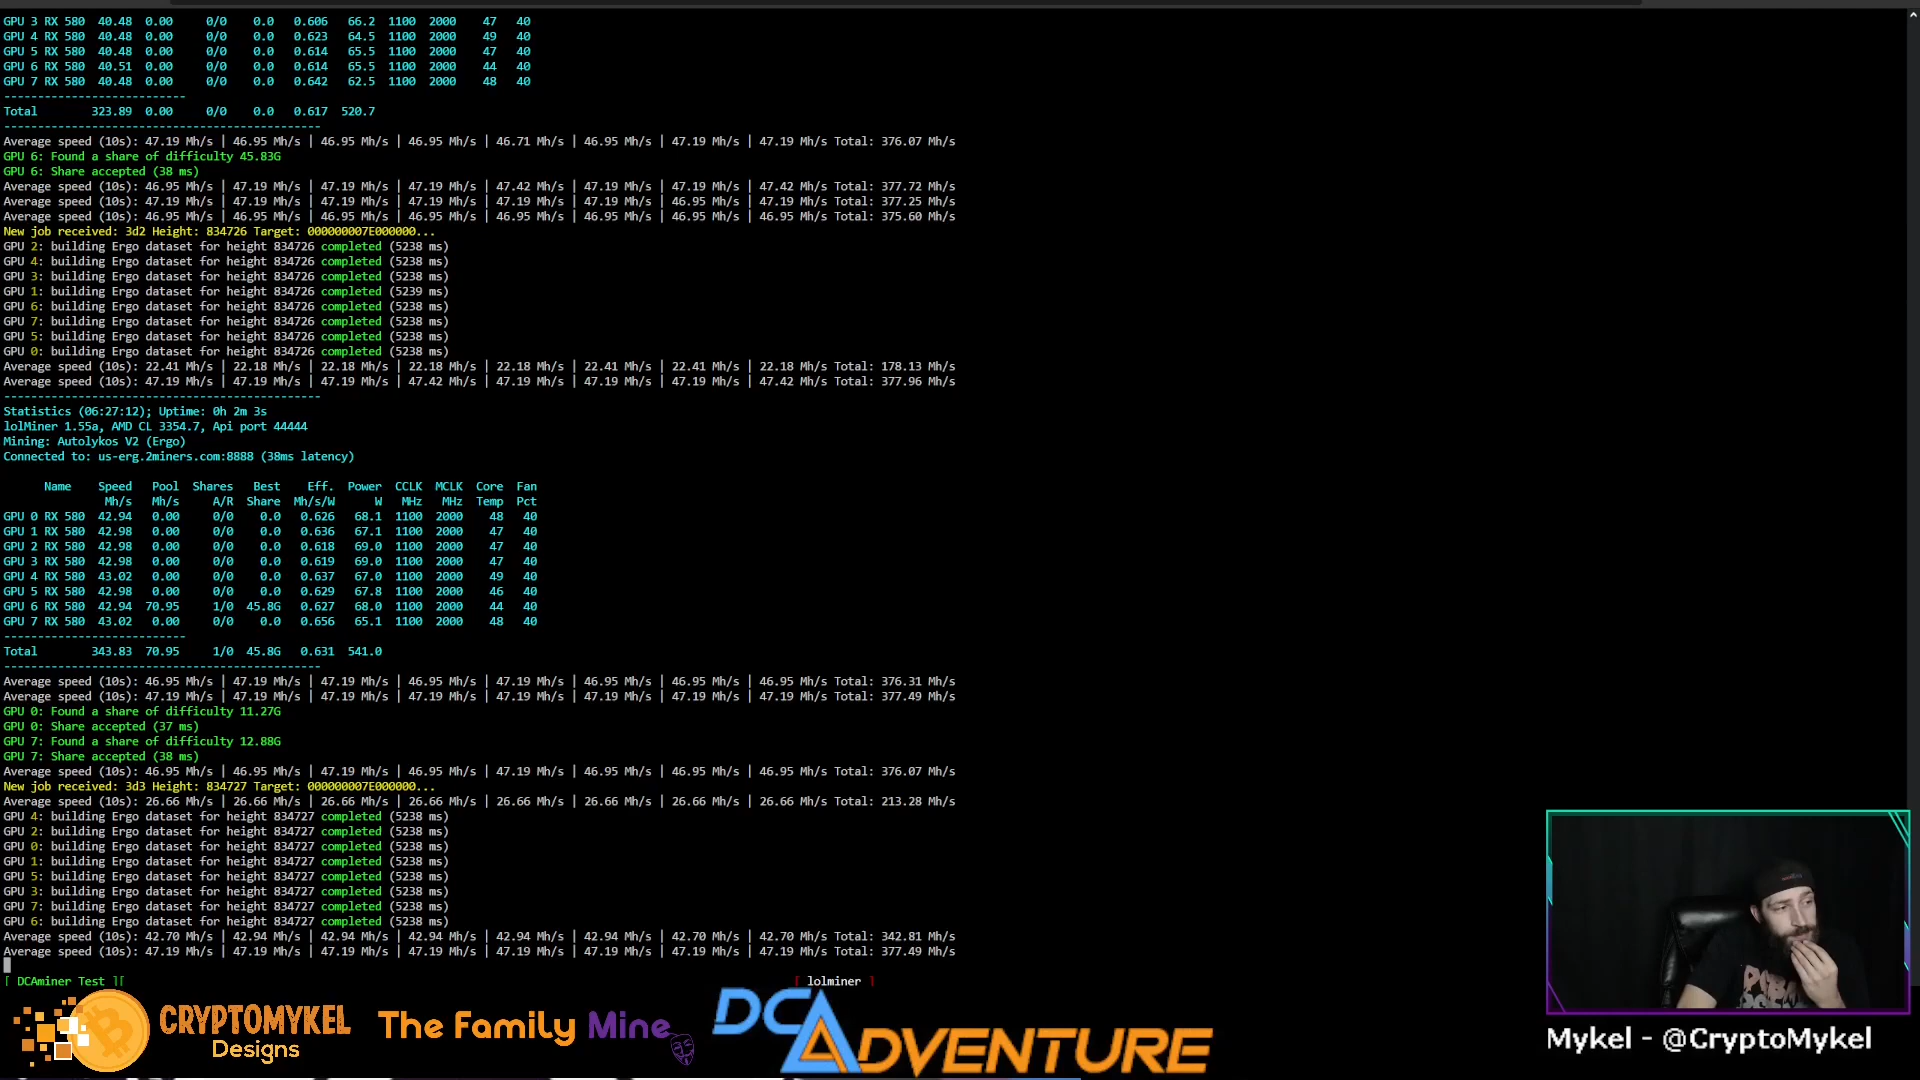 GPU 3 RX 580 40.48 0.00 0/0 0.0 0.606 66.2 1100 2000 47 40
GPU 4 RX 580 40.48 0.00 0/0 0.0 0.623 64.5 1100 2000 49 40
GPU 5 RX 580 40.48 0.00 0/0 0.0 0.614 65.5 1100 2000 47 40
GPU 6 RX 580 40.51 0.00 0/0 0.0 0.614 65.5 1100 2000 44 40
GPU 7 RX 580 40.48 0.00 0/0 0.0 0.642 62.5 1100 2000 48 40
---------------------------
Total 323.89 0.00 0/0 0.0 0.617 520.7
-----------------------------------------------
Average speed (10s): 47.19 Mh/s | 46.95 Mh/s | 46.95 Mh/s | 46.95 Mh/s | 46.71 Mh/s | 46.95 Mh/s | 47.19 Mh/s | 47.19 Mh/s Total: 376.07 Mh/s
GPU 6: Found a share of difficulty 45.83G
GPU 6: Share accepted (38 ms)
Average speed (10s): 46.95 Mh/s | 47.19 Mh/s | 47.19 Mh/s | 47.19 Mh/s | 47.42 Mh/s | 47.19 Mh/s | 47.19 Mh/s | 47.42 Mh/s Total: 377.72 Mh/s
Average speed (10s): 47.19 Mh/s | 47.19 Mh/s | 47.19 Mh/s | 47.19 Mh/s | 47.19 Mh/s | 47.19 Mh/s | 46.95 Mh/s | 47.19 Mh/s Total: 377.25 Mh/s
Average speed (10s): 46.95 Mh/s | 46.95 Mh/s | 46.95 Mh/s | 46.95 Mh/s | 46.95 Mh/s | 46.95 Mh/s | 46.95 Mh/s | 46.95 Mh/s Total: 375.60 Mh/s
New job received: 3d2 Height: 834726 Target: 000000007E000000...
GPU 2: building Ergo dataset for height 834726 completed (5238 ms)
GPU 4: building Ergo dataset for height 834726 completed (5238 ms)
GPU 3: building Ergo dataset for height 834726 completed (5238 ms)
GPU 1: building Ergo dataset for height 834726 completed (5239 ms)
GPU 6: building Ergo dataset for height 834726 completed (5238 ms)
GPU 7: building Ergo dataset for height 834726 completed (5238 ms)
GPU 5: building Ergo dataset for height 834726 completed (5238 ms)
GPU 0: building Ergo dataset for height 834726 completed (5238 ms)
Average speed (10s): 22.41 Mh/s | 22.18 Mh/s | 22.18 Mh/s | 22.18 Mh/s | 22.18 Mh/s | 22.41 Mh/s | 22.41 Mh/s | 22.18 Mh/s Total: 178.13 Mh/s
Average speed (10s): 47.19 Mh/s | 47.19 Mh/s | 47.19 Mh/s | 47.42 Mh/s | 47.19 Mh/s | 47.19 Mh/s | 47.19 Mh/s | 47.42 Mh/s Total: 377.96 Mh/s
-----------------------------------------------
Statistics (06:27:12); Uptime: 0h 2m 3s
lolMiner 1.55a, AMD CL 3354.7, Api port 44444
Mining: Autolykos V2 (Ergo)
Connected to: us-erg.2miners.com:8888 (38ms latency)
Name Speed Pool Shares Best Eff. Power CCLK MCLK Core Fan
Mh/s Mh/s A/R Share Mh/s/W W MHz MHz Temp Pct
GPU 0 RX 580 42.94 0.00 0/0 0.0 0.626 68.1 1100 2000 48 40
GPU 1 RX 580 42.98 0.00 0/0 0.0 0.636 67.1 1100 2000 47 40
GPU 2 RX 580 42.98 0.00 0/0 0.0 0.618 69.0 1100 2000 47 40
GPU 3 RX 580 42.98 0.00 0/0 0.0 0.619 69.0 1100 2000 47 40
GPU 4 RX 580 43.02 0.00 0/0 0.0 0.637 67.0 1100 2000 49 40
GPU 5 RX 580 42.98 0.00 0/0 0.0 0.629 67.8 1100 2000 46 40
GPU 6 RX 580 42.94 70.95 1/0 45.8G 0.627 68.0 1100 2000 44 40
GPU 7 RX 580 43.02 0.00 0/0 0.0 0.656 65.1 1100 2000 48 40
---------------------------
Total 343.83 70.95 1/0 45.8G 0.631 541.0
-----------------------------------------------
Average speed (10s): 46.95 Mh/s | 47.19 Mh/s | 47.19 Mh/s | 46.95 Mh/s | 47.19 Mh/s | 46.95 Mh/s | 46.95 Mh/s | 46.95 Mh/s Total: 376.31 Mh/s
Average speed (10s): 47.19 Mh/s | 47.19 Mh/s | 47.19 Mh/s | 47.19 Mh/s | 47.19 Mh/s | 47.19 Mh/s | 47.19 Mh/s | 47.19 Mh/s Total: 377.49 Mh/s
GPU 0: Found a share of difficulty 11.27G
GPU 0: Share accepted (37 ms)
GPU 7: Found a share of difficulty 12.88G
GPU 7: Share accepted (38 ms)
Average speed (10s): 46.95 Mh/s | 46.95 Mh/s | 47.19 Mh/s | 46.95 Mh/s | 47.19 Mh/s | 46.95 Mh/s | 46.95 Mh/s | 46.95 Mh/s Total: 376.07 Mh/s
New job received: 3d3 Height: 834727 Target: 000000007E000000...
Average speed (10s): 26.66 Mh/s | 26.66 Mh/s | 26.66 Mh/s | 26.66 Mh/s | 26.66 Mh/s | 26.66 Mh/s | 26.66 Mh/s | 26.66 Mh/s Total: 213.28 Mh/s
GPU 4: building Ergo dataset for height 834727 completed (5238 ms)
GPU 2: building Ergo dataset for height 834727 completed (5238 ms)
GPU 0: building Ergo dataset for height 834727 completed (5238 ms)
GPU 1: building Ergo dataset for height 834727 completed (5238 ms)
GPU 5: building Ergo dataset for height 834727 completed (5238 ms)
GPU 3: building Ergo dataset for height 834727 completed (5238 ms)
GPU 7: building Ergo dataset for height 834727 completed (5238 ms)
GPU 6: building Ergo dataset for height 834727 completed (5238 ms)
Average speed (10s): 42.70 Mh/s | 42.94 Mh/s | 42.94 Mh/s | 42.94 Mh/s | 42.94 Mh/s | 42.94 Mh/s | 42.70 Mh/s | 42.70 Mh/s Total: 342.81 Mh/s
Average speed (10s): 47.19 Mh/s | 47.19 Mh/s | 47.19 Mh/s | 47.19 Mh/s | 47.19 Mh/s | 47.19 Mh/s | 47.19 Mh/s | 47.19 Mh/s Total: 377.49 Mh/s
[ DCAminer Test ][ [ lolminer ]
CRYPTOMYKEL
Designs
The Family Mine
DCADVENTURE
Mykel - @CryptoMykel